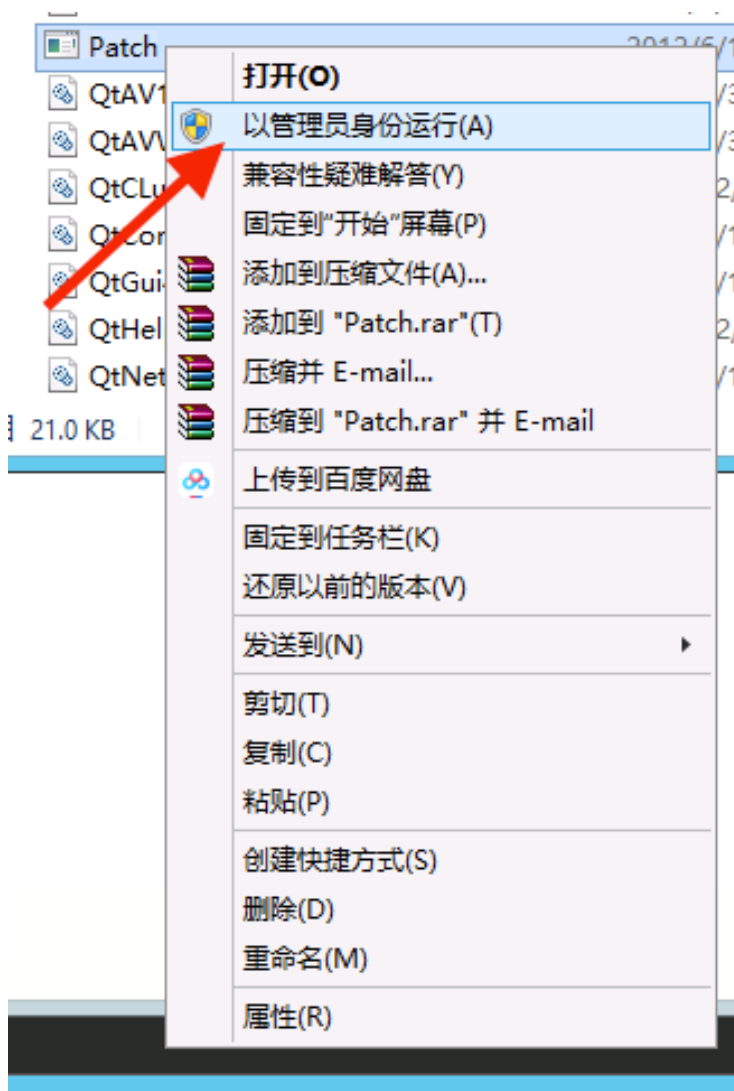 Patch
打开(O)
QtAV1
以管理员身份运行(A)
QtAV
兼容性疑难解答(Y)
QtCLu
固定到"开始"屏幕(P)
QtCor
添加到压缩文件(A)...
QtGui
添加到 "Patch.rar"(T)
QtHel
压缩并 E-mail...
QtNet
压缩到 "Patch.rar" 并 E-mail
21.0 KB
上传到百度网盘
固定到任务栏(K)
还原以前的版本(V)
发送到(N)
剪切(T)
复制(C)
粘贴(P)
创建快捷方式(S)
删除(D)
重命名(M)
属性(R)